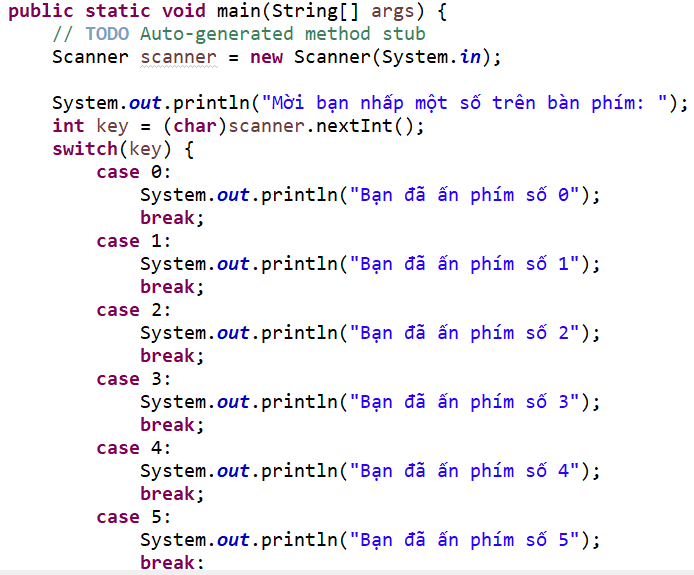 public static void main(String[] args) {
// TODO Auto-generated method stub
Scanner scanner = new Scanner(System.in);
System.out.println("Mời bạn nhấp một số trên bàn phím: ");
int key = (char)scanner.nextInt();
switch(key) {
case 0:
System.out.println("Bạn đã ấn phím số 0");
break;
case 1:
System.out.println("Bạn đã ấn phím số 1");
break;
case 2:
System.out.println("Bạn đã ấn phím số 2");
break;
case 3:
System.out.println("Bạn đã ấn phím số 3");
break;
case 4:
System.out.println("Bạn đã ấn phím số 4");
break;
case 5:
System.out.println("Bạn đã ấn phím số 5");
break;